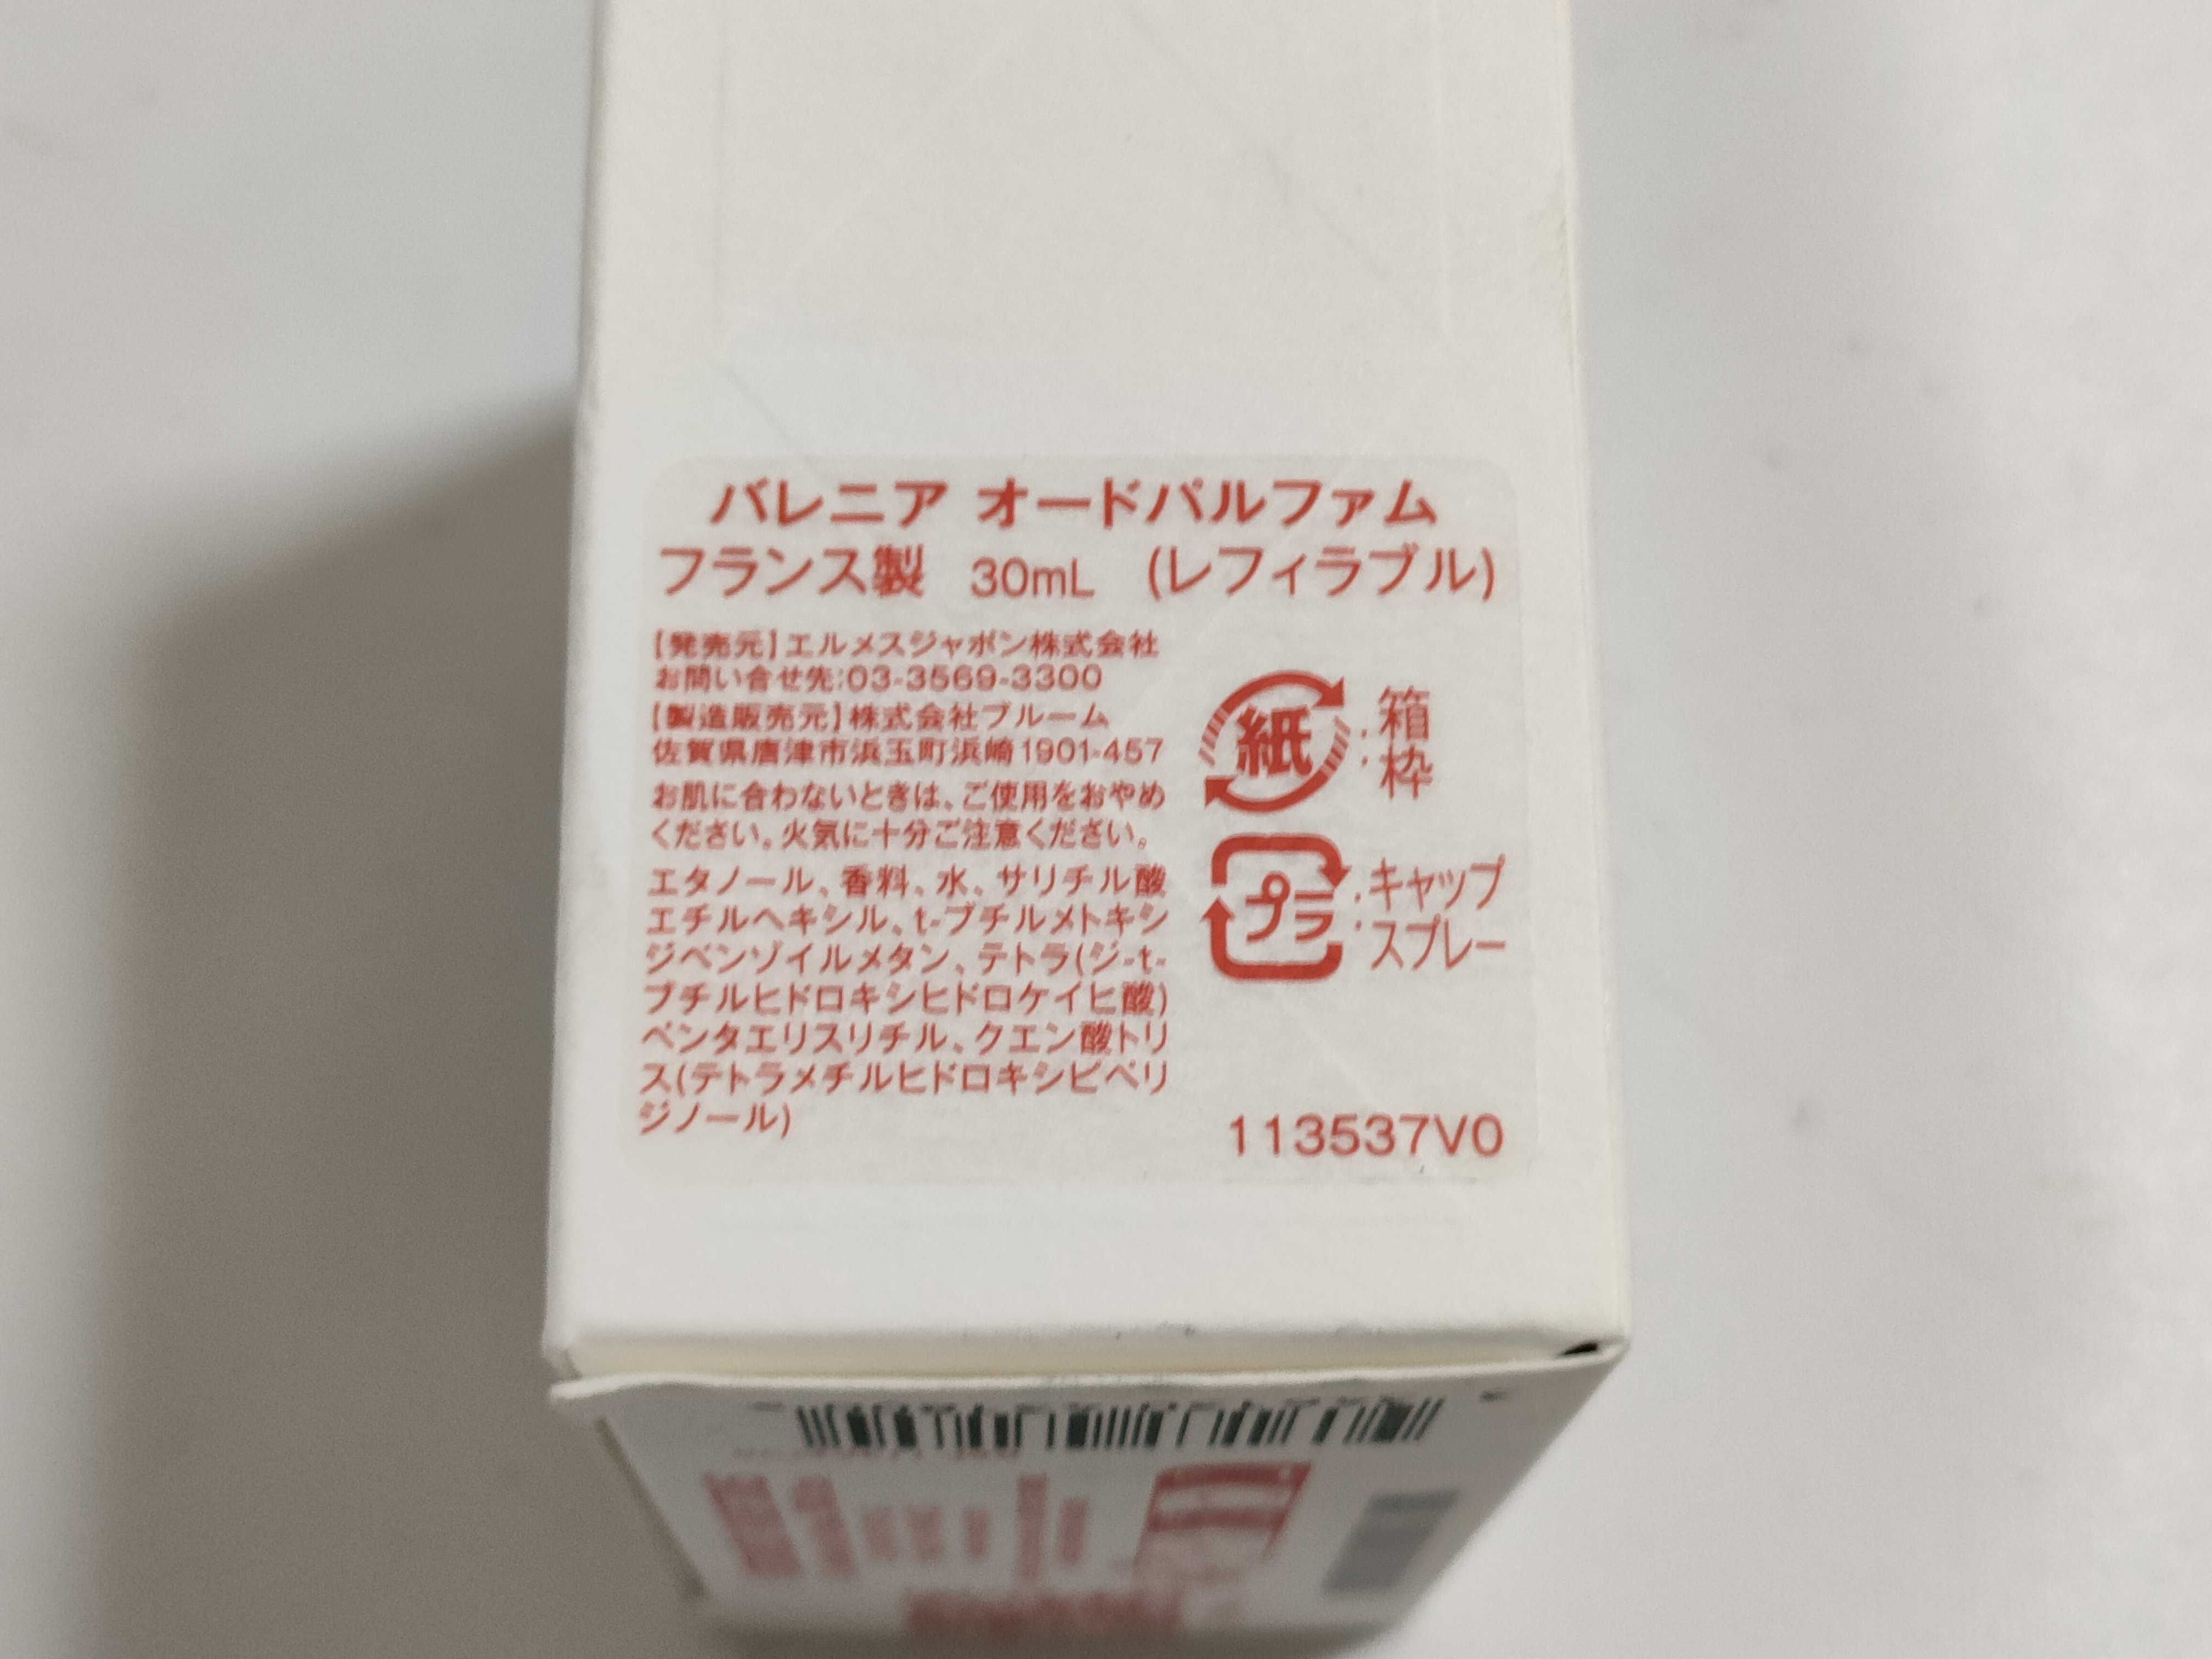 バレニア オードパルファム
フランス製 30mL (レフィラブル)
【発売元】エルメスジャポン株式会社
お問い合せ先:03-3569-3300
【製造販売元】株式会社ブルーム
佐賀県唐津市浜玉町浜崎1901-457
お肌に合わないときは、ご使用をおやめ
ください。火気に十分ご注意ください。
エタノール、香料、水、サリチル酸
エチルヘキシル、t-ブチルメトキシ
ジベンゾイルメタン、テトラ(ジ-t-
ブチルヒドロキシヒドロケイヒ酸)
ペンタエリスリチル、クエン酸トリ
ス(テトラメチルヒドロキシピペリ
ジノール)
紙:箱
:枠
プラ:キャップ
:スプレー
113537V0